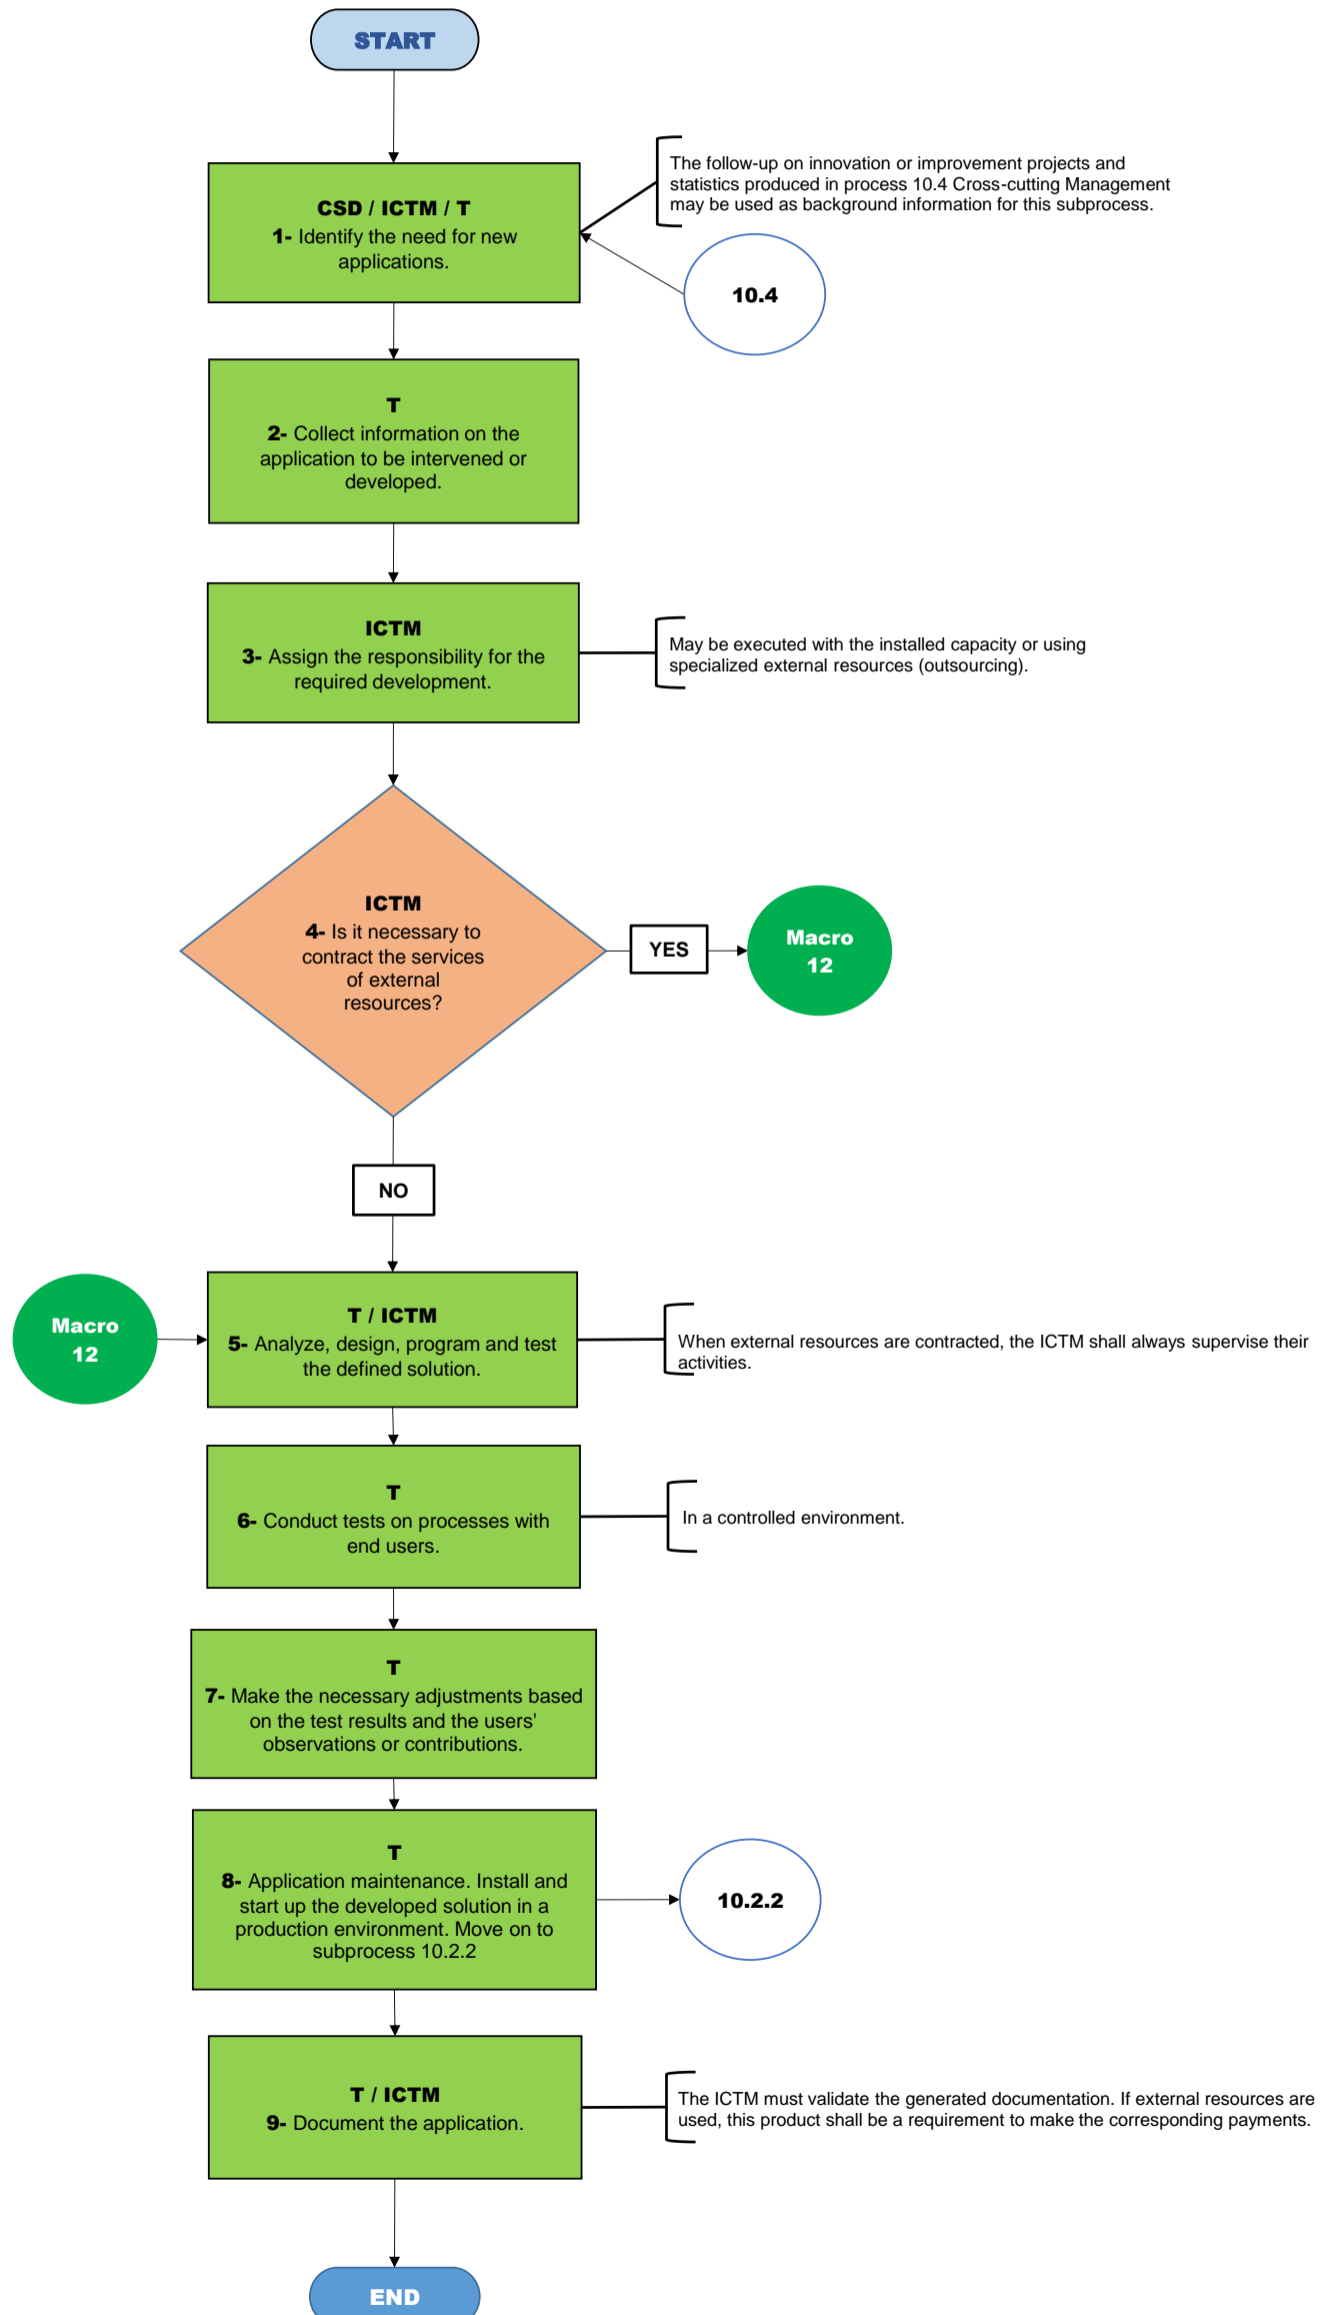 START
CSD / ICTM / T
1- Identify the need for new
applications.
The follow-up on innovation or improvement projects and
statistics produced in process 10.4 Cross-cutting Management
may be used as background information for this subprocess.
10.4
T
2- Collect information on the
application to be intervened or
developed.
ICTM
3- Assign the responsibility for the
required development.
May be executed with the installed capacity or using
specialized external resources (outsourcing).
ICTM
4- Is it necessary to
contract the services
of external
resources?
YES
Macro
12
NO
Macro
12
T / ICTM
5- Analyze, design, program and test
the defined solution.
When external resources are contracted, the ICTM shall always supervise their
activities.
T
6- Conduct tests on processes with
end users.
In a controlled environment.
T
7- Make the necessary adjustments based
on the test results and the users'
observations or contributions.
T
8- Application maintenance. Install and
start up the developed solution in a
production environment. Move on to
subprocess 10.2.2
10.2.2
T / ICTM
9- Document the application.
The ICTM must validate the generated documentation. If external resources are
used, this product shall be a requirement to make the corresponding payments.
END